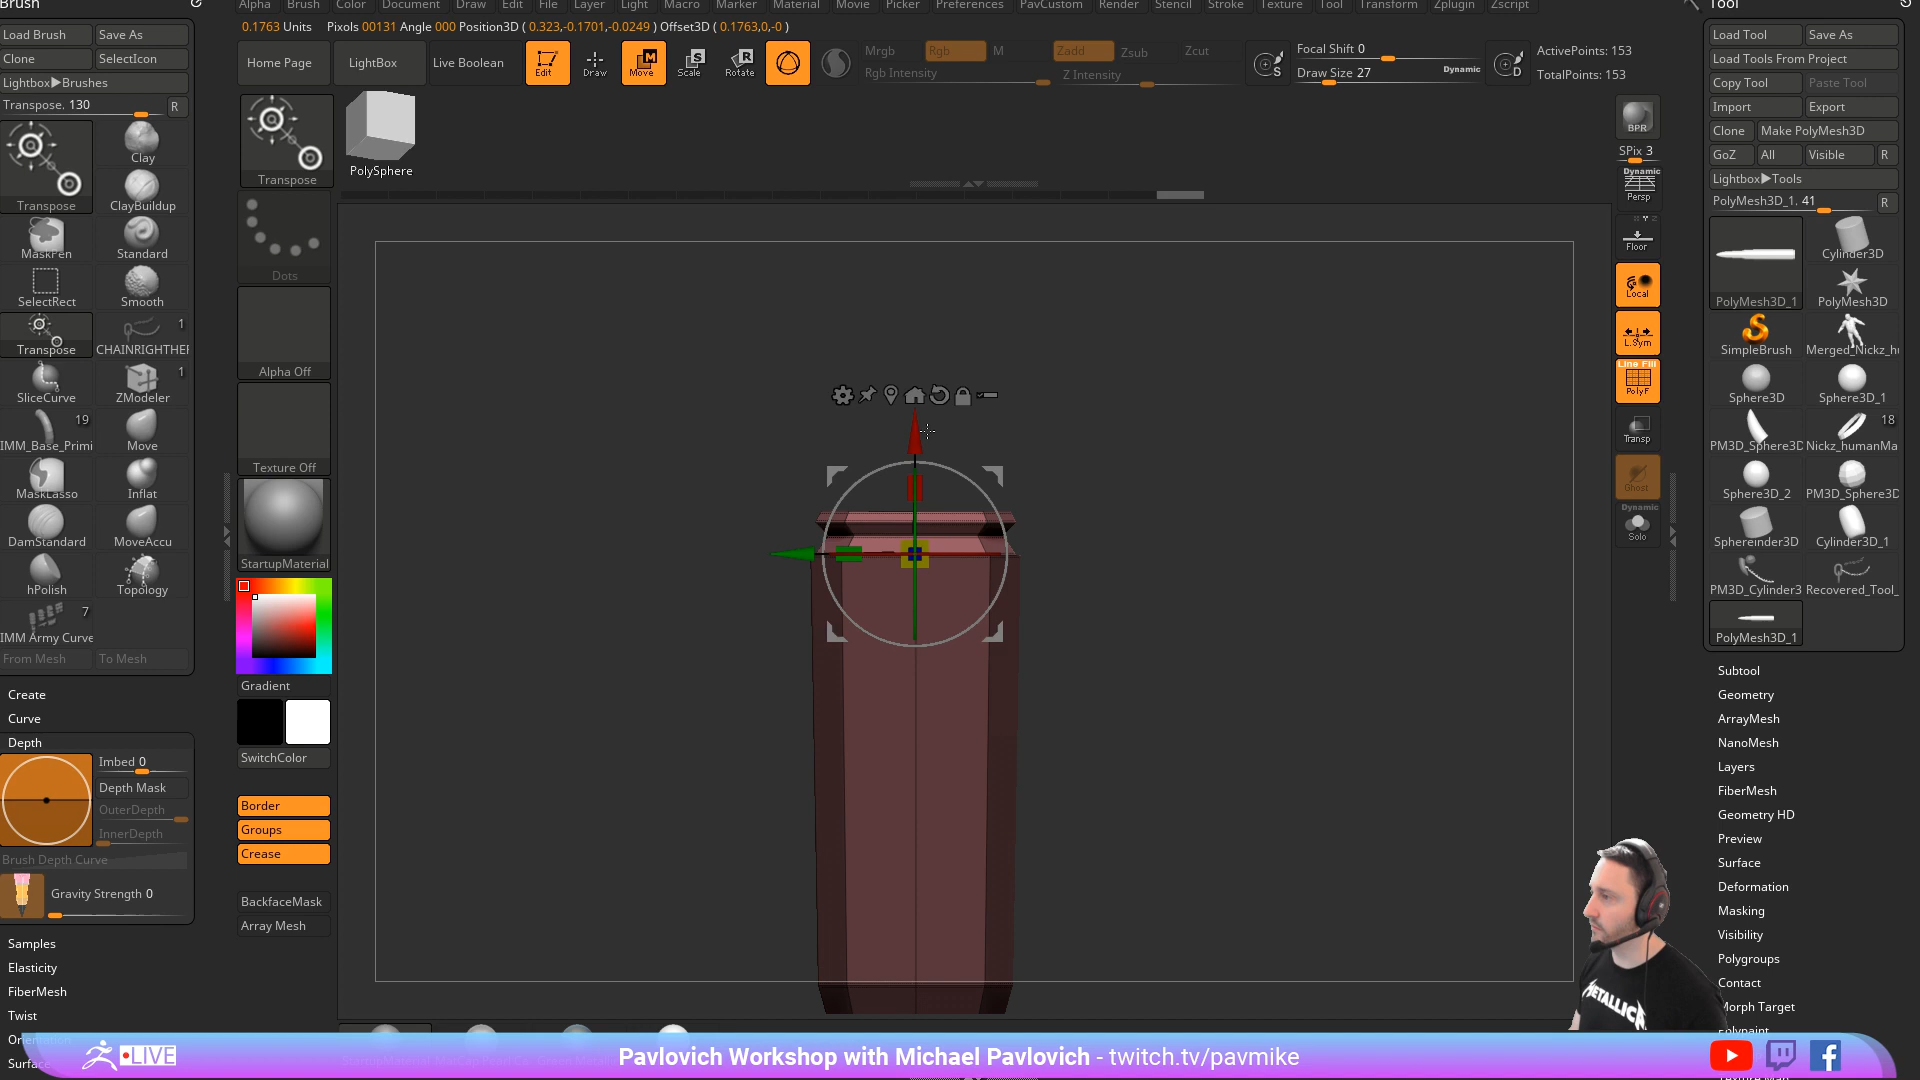 Brush
Alpha Brush Color Document Draw Edit File Layer Light Macro Marker Material Movie Picker Preferences PavCustom Render Stencil Stroke Texture Tool Transform Zplugin Zscript
Tool
0.1763 Units Pixols 00131 Angle 000 Position3D ( 0.323,-0.1701,-0.0249 ) Offset3D ( 0.1763,0,-0 )
Load Brush Save As
Clone SelectIcon
Lightbox▶Brushes
Transpose. 130 R
Transpose
Clay
ClayBuildup
MaskPen Standard
SelectRect Smooth
Transpose CHAINRIGHTHER 1
SliceCurve ZModeler 1
IMM_Base_Primi 19 Move
MaskLasso Inflat
DamStandard MoveAccu
hPolish Topology
IMM Army Curve 7
From Mesh To Mesh
Create
Curve
Depth
Imbed 0
Depth Mask
OuterDepth
InnerDepth
Brush Depth Curve
Gravity Strength 0
Samples
Elasticity
FiberMesh
Twist
Home Page LightBox Live Boolean
Edit Draw Move Scale Rotate
Mrgb Rgb M Zadd Zsub Zcut
Rgb Intensity Z Intensity
S
Focal Shift 0
Draw Size 27 Dynamic
D
ActivePoints: 153
TotalPoints: 153
Transpose PolySphere
Dots
Alpha Off
Texture Off
StartupMaterial
Gradient
SwitchColor
Border
Groups
Crease
BackfaceMask
Array Mesh
BPR
SPix 3
Dynamic
Persp
Floor
Local
L.Sym
Line Fill
PolyF
Transp
Ghost
Dynamic
Solo
Load Tool Save As
Load Tools From Project
Copy Tool Paste Tool
Import Export
Clone Make PolyMesh3D
GoZ All Visible R
Lightbox▶Tools
PolyMesh3D_1. 41 R
PolyMesh3D_1
Cylinder3D
PolyMesh3D
SimpleBrush Merged_Nickz_hu
Sphere3D Sphere3D_1
PM3D_Sphere3D Nickz_humanMa 18
Sphere3D_2 PM3D_Sphere3D
Sphereinder3D Cylinder3D_1
PM3D_Cylinder3 Recovered_Tool_
PolyMesh3D_1
Subtool
Geometry
ArrayMesh
NanoMesh
Layers
FiberMesh
Geometry HD
Preview
Surface
Deformation
Masking
Visibility
Polygroups
Contact
Morph Target
METALLICA
LIVE
Pavlovich Workshop with Michael Pavlovich - twitch.tv/pavmike